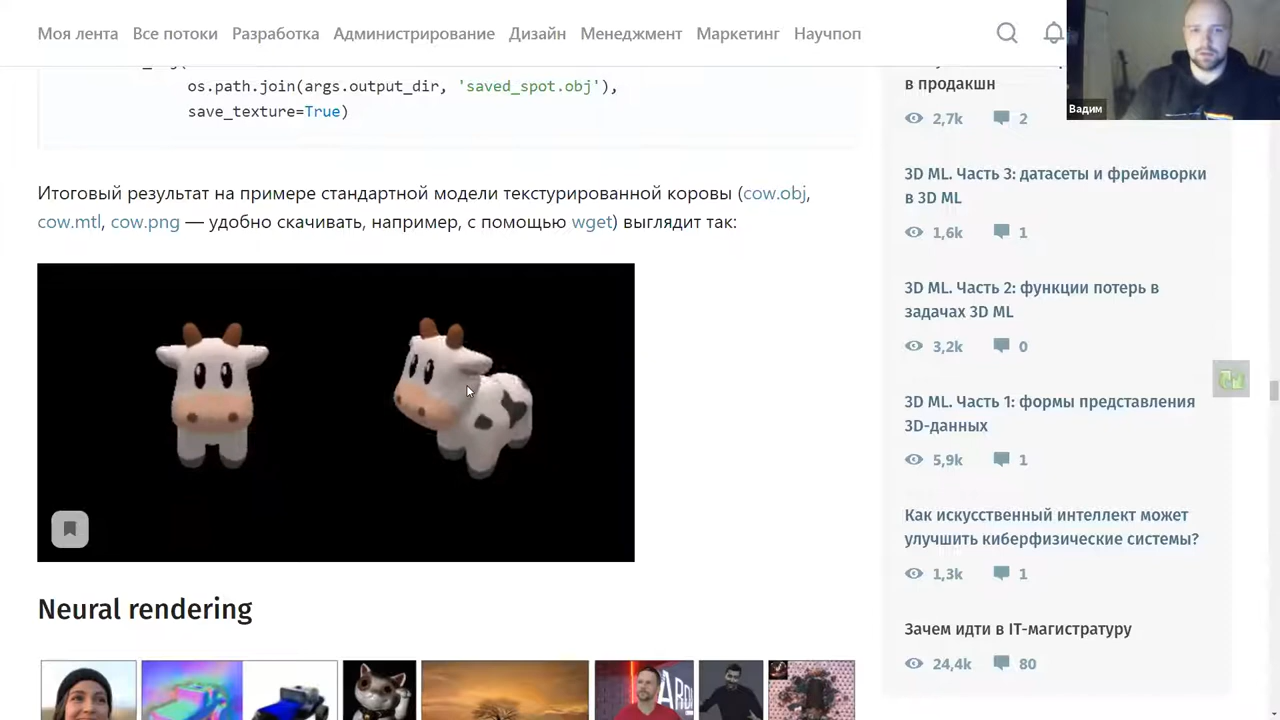 Моя лента Все потоки Разработка Администрирование Дизайн Менеджмент Маркетинг Научпоп
os.path.join(args.output_dir, 'saved_spot.obj'),
save_texture=True)
Итоговый результат на примере стандартной модели текстурированной коровы (cow.obj,
cow.mtl, cow.png — удобно скачивать, например, с помощью wget) выглядит так:
Neural rendering
в продакшн
2,7k 2
3D ML. Часть 3: датасеты и фреймворки
в 3D ML
1,6k 1
3D ML. Часть 2: функции потерь в
задачах 3D ML
3,2k 0
3D ML. Часть 1: формы представления
3D-данных
5,9k 1
Как искусственный интеллект может
улучшить киберфизические системы?
1,3k 1
Зачем идти в IT-магистратуру
24,4k 80
Вадим